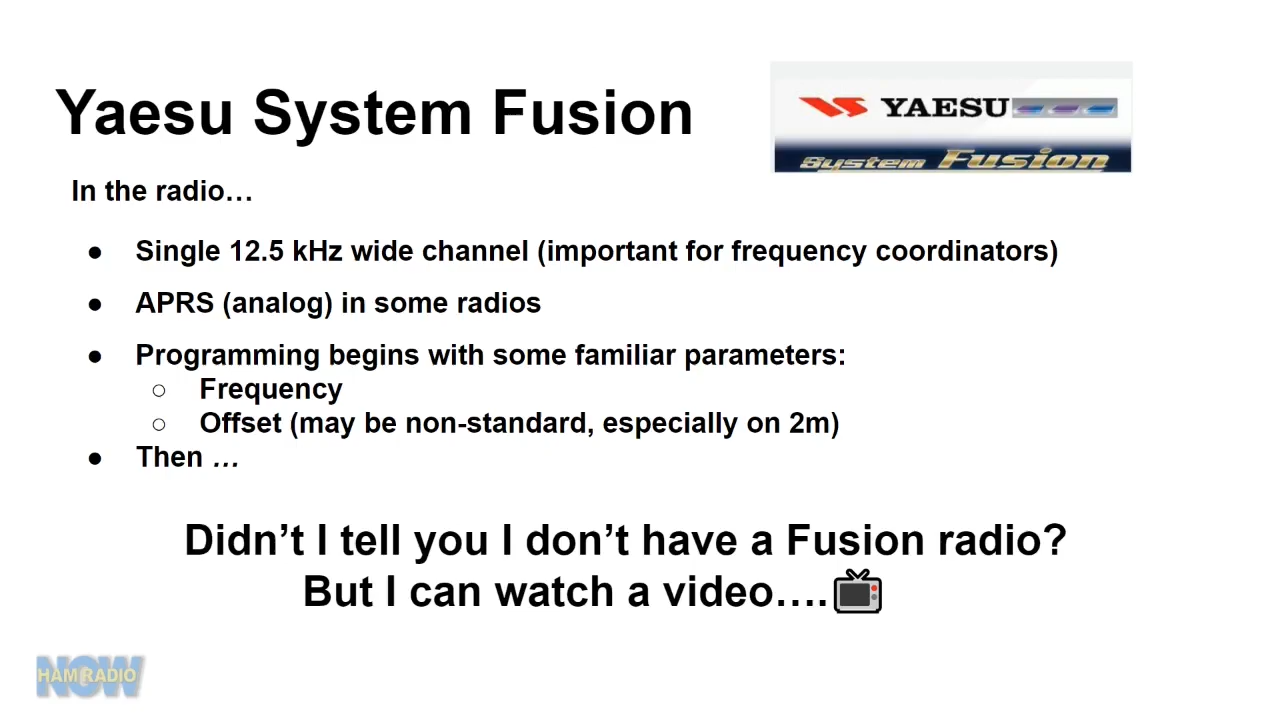 Yaesu System Fusion
YAESU
System Fusion
In the radio…
● Single 12.5 kHz wide channel (important for frequency coordinators)
● APRS (analog) in some radios
● Programming begins with some familiar parameters:
○ Frequency
○ Offset (may be non-standard, especially on 2m)
● Then …
Didn’t I tell you I don’t have a Fusion radio?
But I can watch a video….
NOW
HAM RADIO